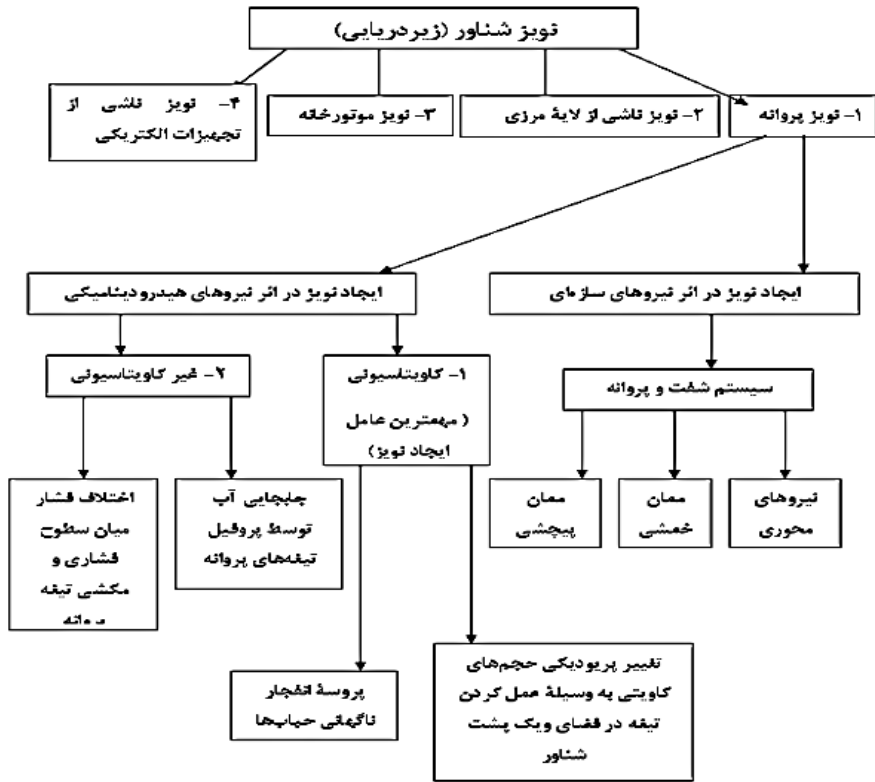 نویز شناور (زیردریایی)
۱- نویز پروانه
۲- نویز ناشی از لایهٔ مرزی
۳- نویز موتورخانه
۴- نویز ناشی از
تجهیزات الکتریکی
ایجاد نویز در اثر نیروهای سازه‌ای
ایجاد نویز در اثر نیروهای هیدرودینامیکی
سیستم شفت و پروانه
۱- کاویتاسیونی
(مهمترین عامل
ایجاد نویز)
۲- غیر کاویتاسیونی
نیروهای
محوری
ممان
خمشی
ممان
پیچشی
جابجایی آب
توسط پروفیل
تیغه‌های پروانه
اختلاف فشار
میان سطوح
فشاری و
مکشی تیغه
پروانه
تغییر پریودیکی حجم‌های
کاویتی به وسیلهٔ عمل کردن
تیغه در فضای ویک پشت
شناور
پروسهٔ انفجار
ناگهانی حباب‌ها